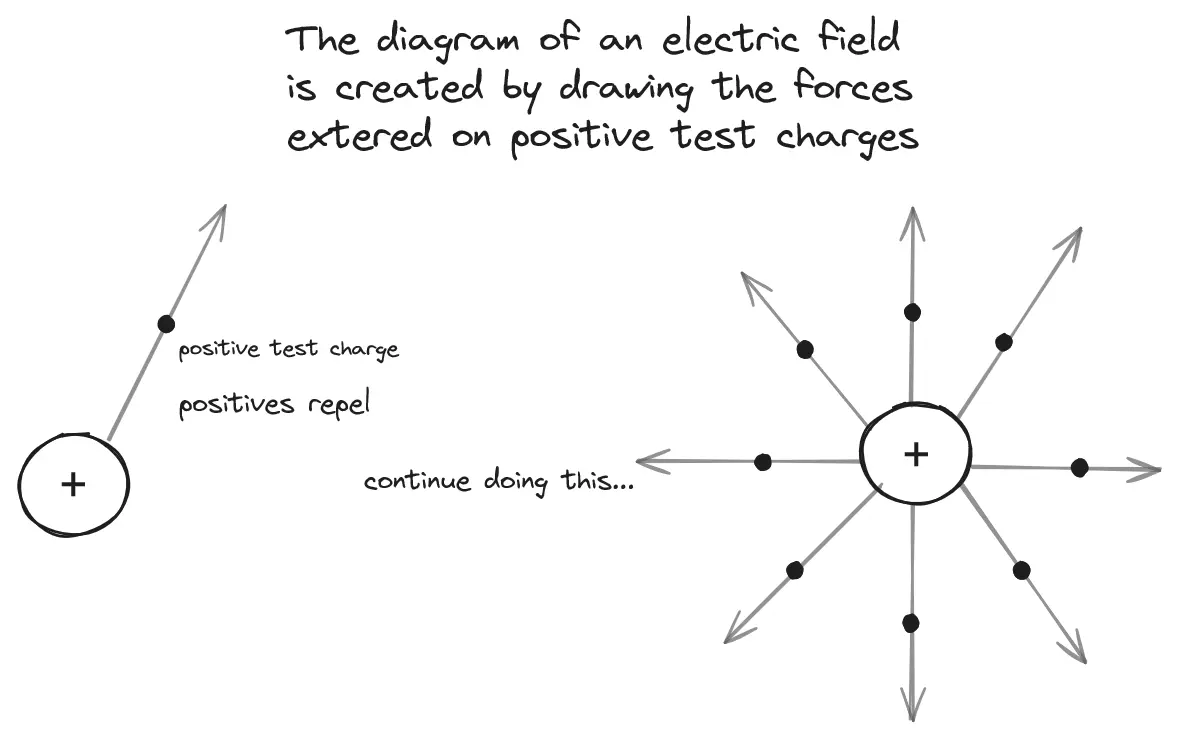 The diagram of an electric field
is created by drawing the forces
extered on positive test charges
positive test charge
positives repel
+
continue doing this...
+